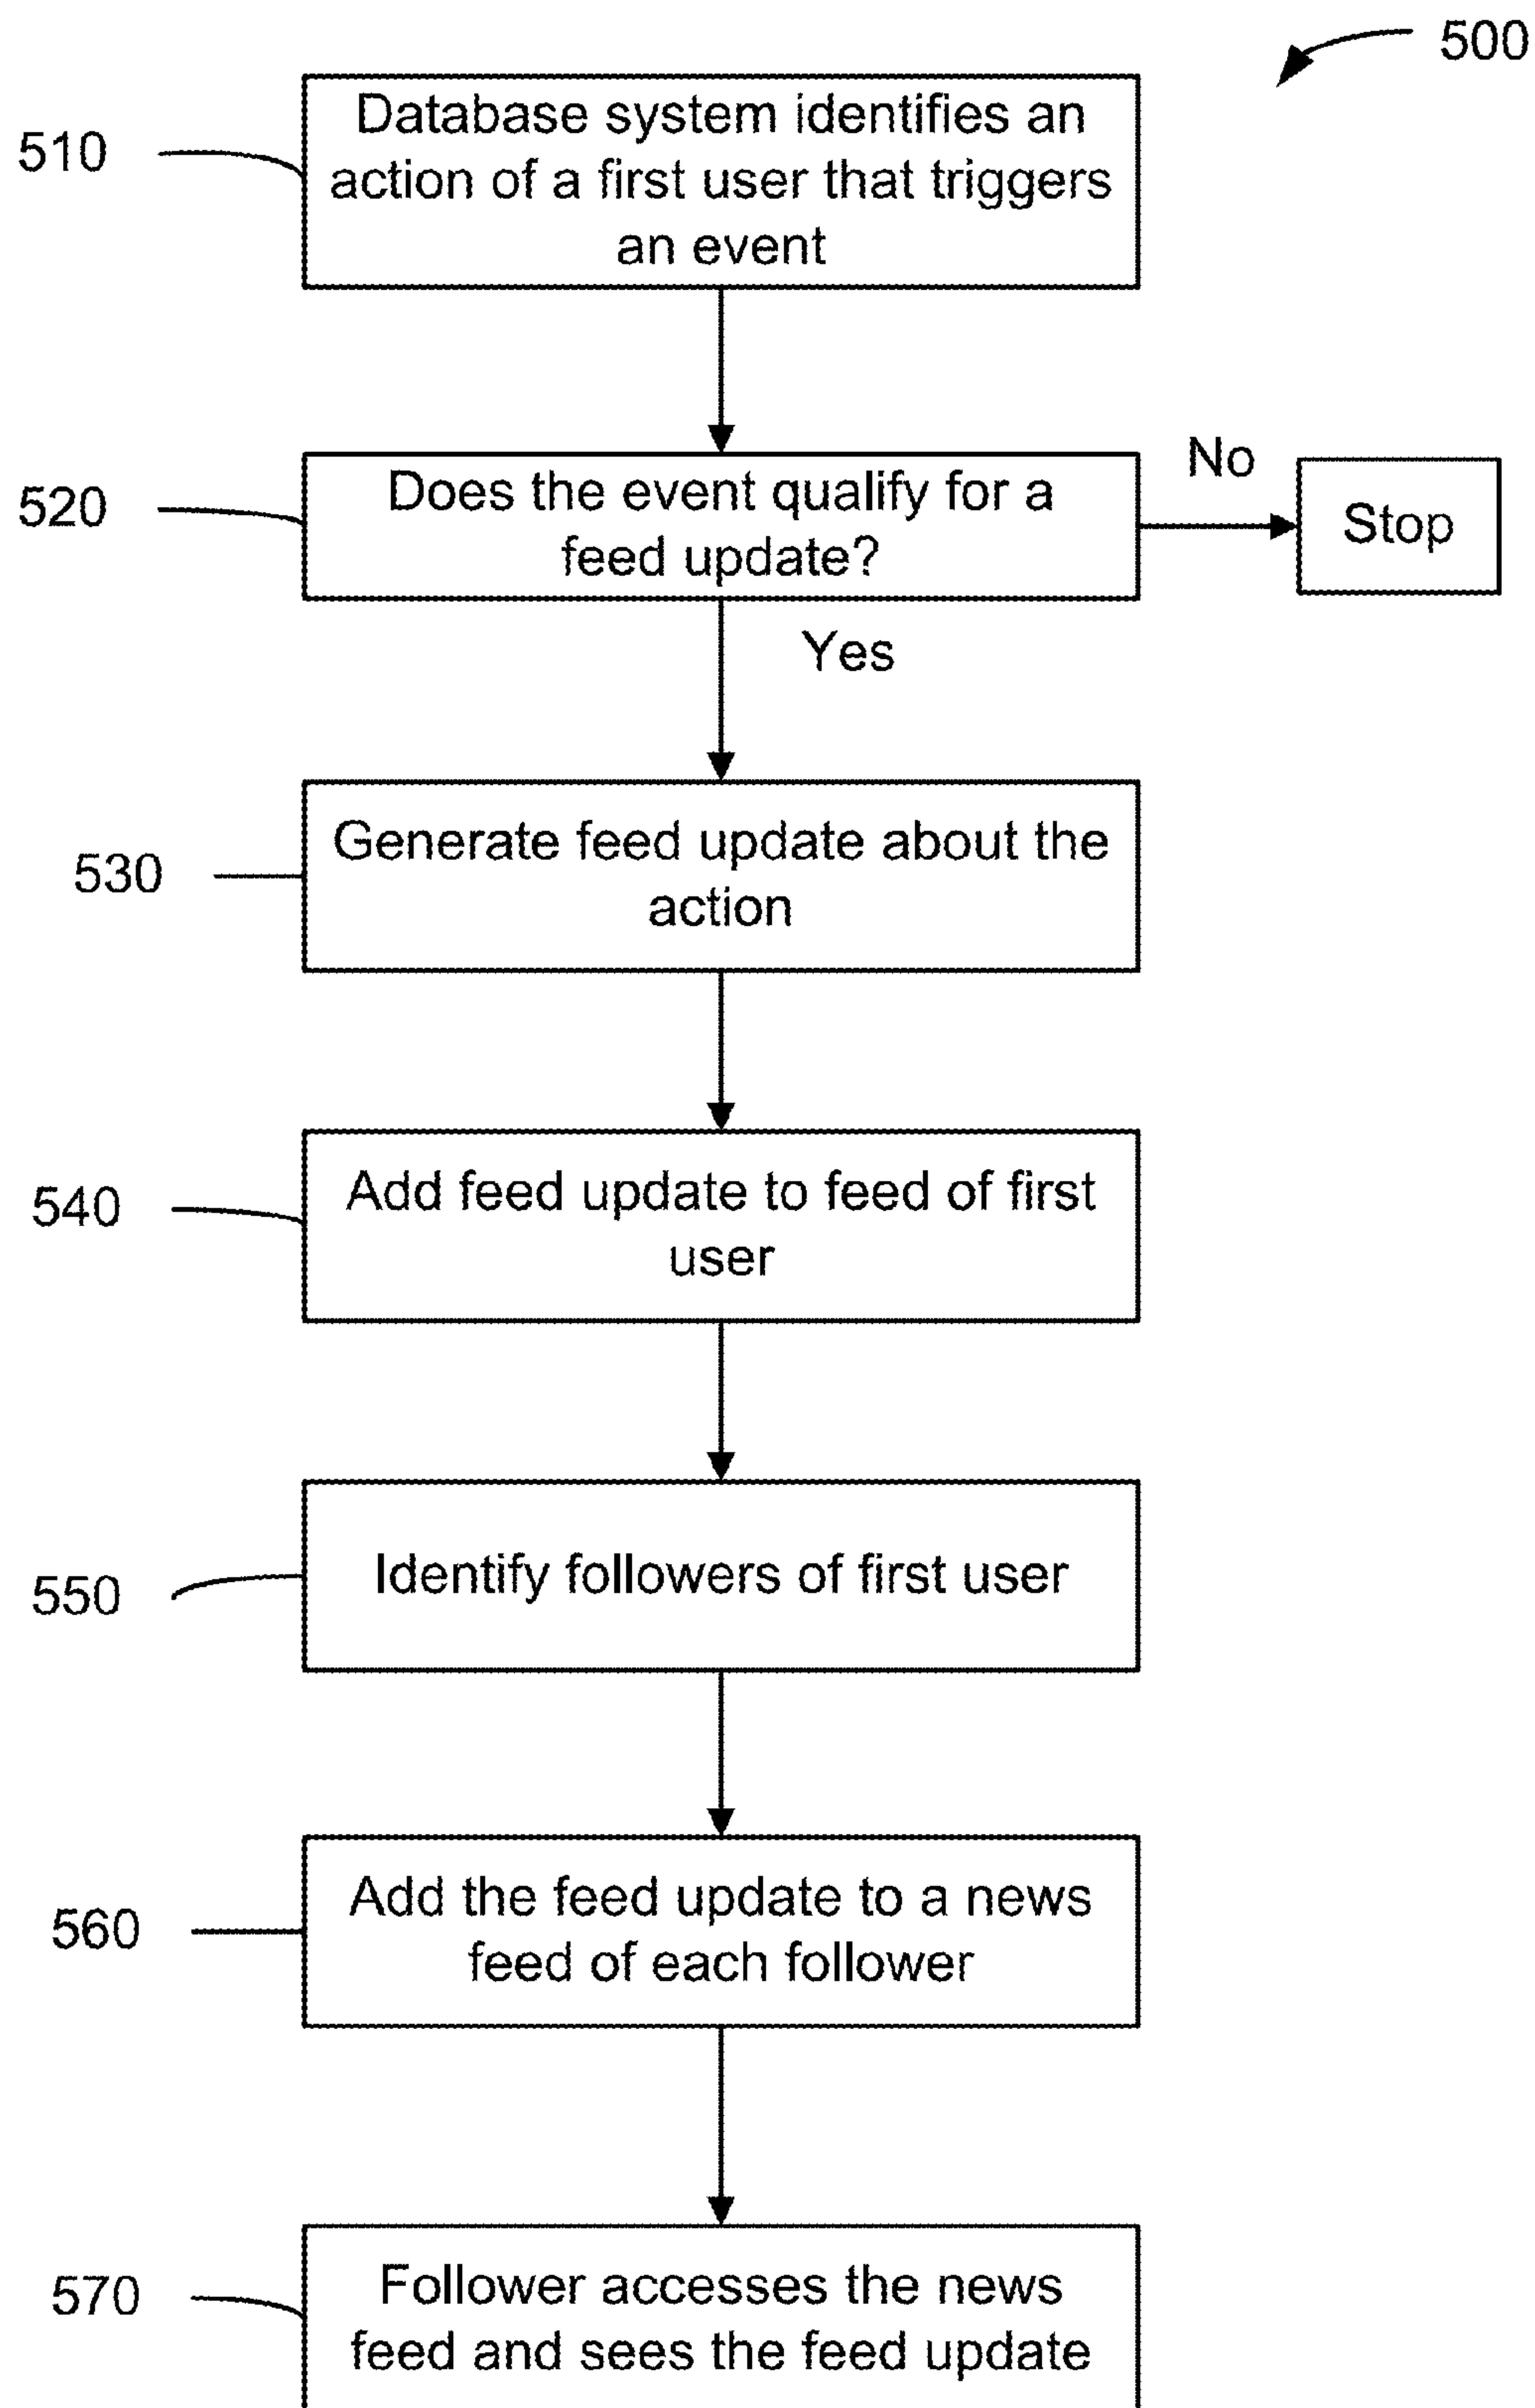 500
510
Database system identifies an
action of a first user that triggers
an event
520
Does the event qualify for a
feed update?
No
Stop
Yes
530
Generate feed update about the
action
540
Add feed update to feed of first
user
550
Identify followers of first user
560
Add the feed update to a news
feed of each follower
570
Follower accesses the news
feed and sees the feed update